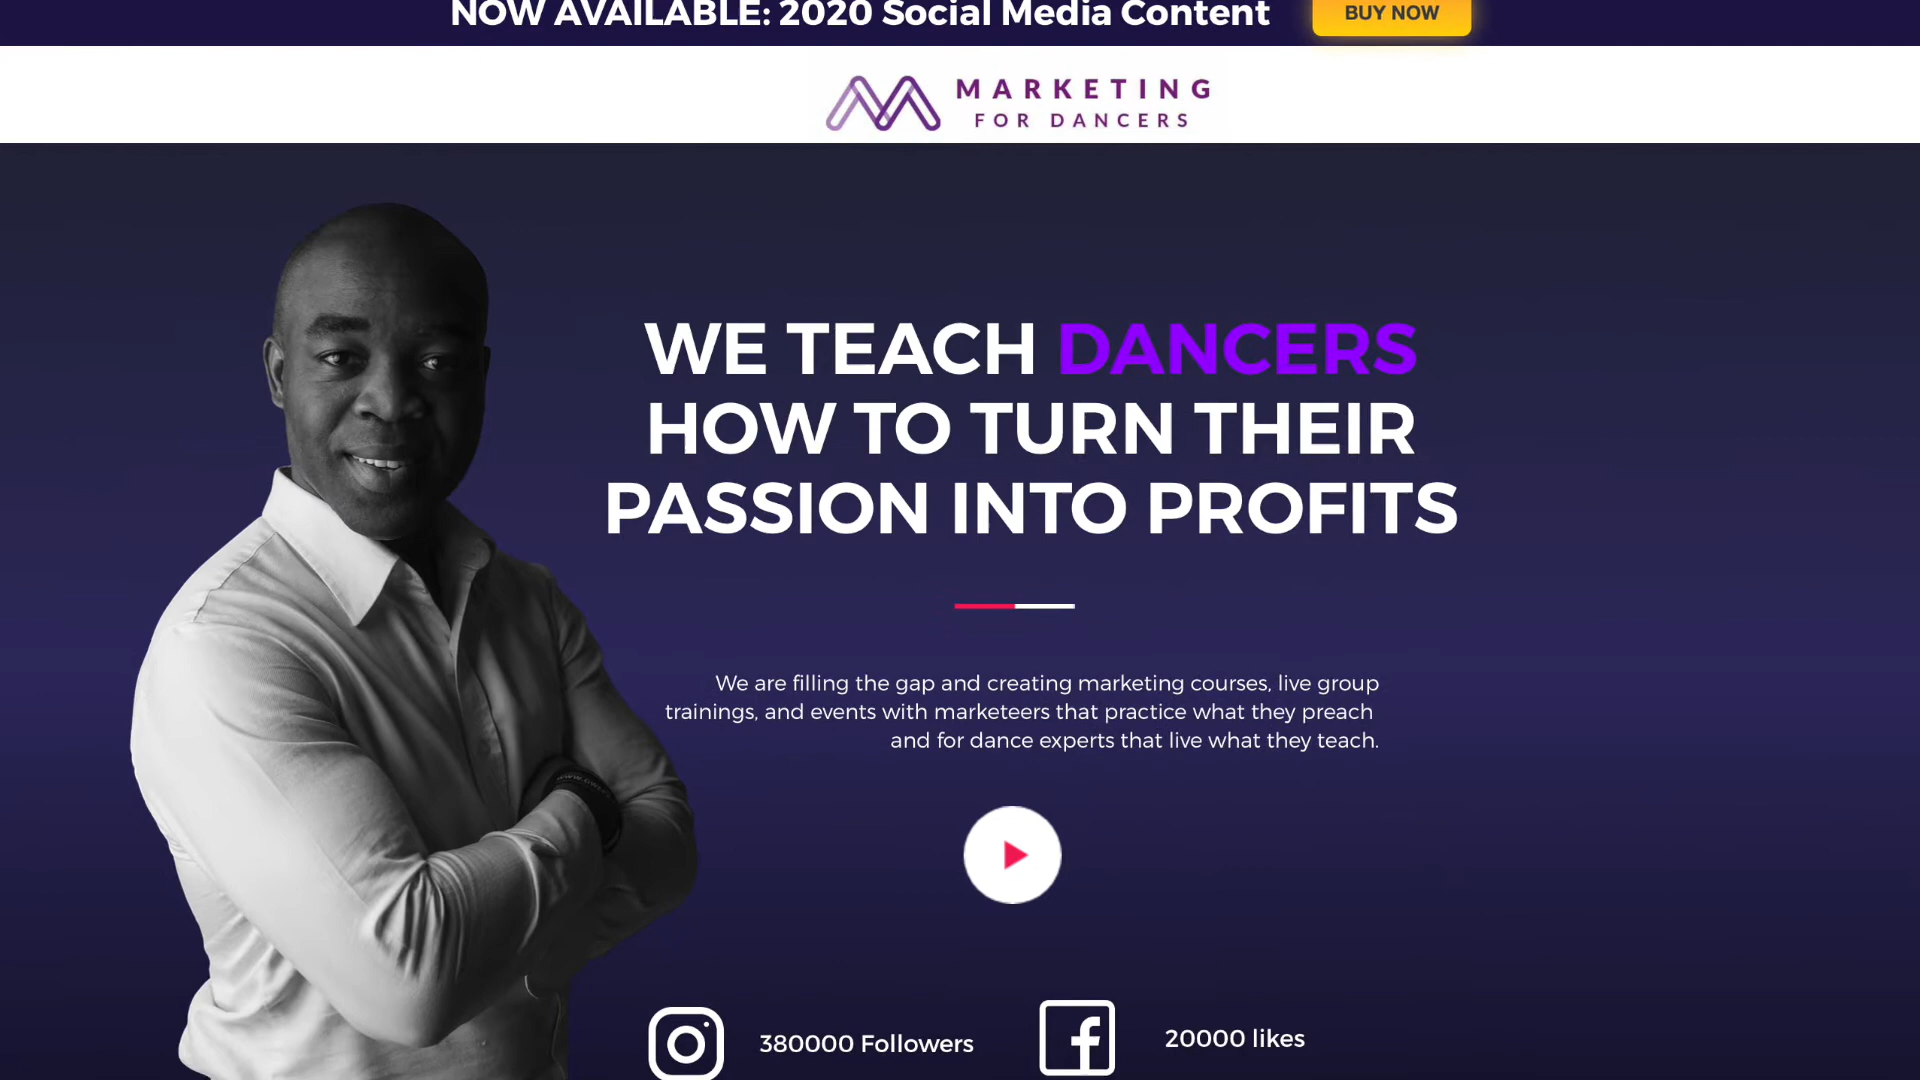 NOW AVAILABLE: 2020 Social Media Content
BUY NOW
MARKETING
FOR DANCERS
WE TEACH DANCERS
HOW TO TURN THEIR
PASSION INTO PROFITS
We are filling the gap and creating marketing courses, live group
trainings, and events with marketeers that practice what they preach
and for dance experts that live what they teach.
380000 Followers
20000 likes